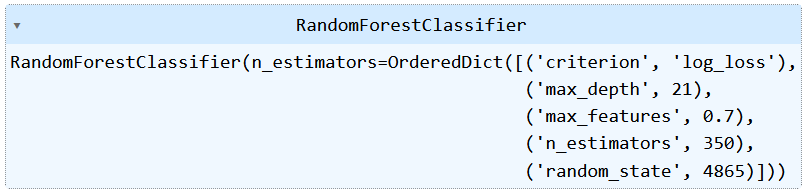 RandomForestClassifier
RandomForestClassifier(n_estimators=OrderedDict([('criterion', 'log_loss'),
('max_depth', 21),
('max_features', 0.7),
('n_estimators', 350),
('random_state', 4865)]))